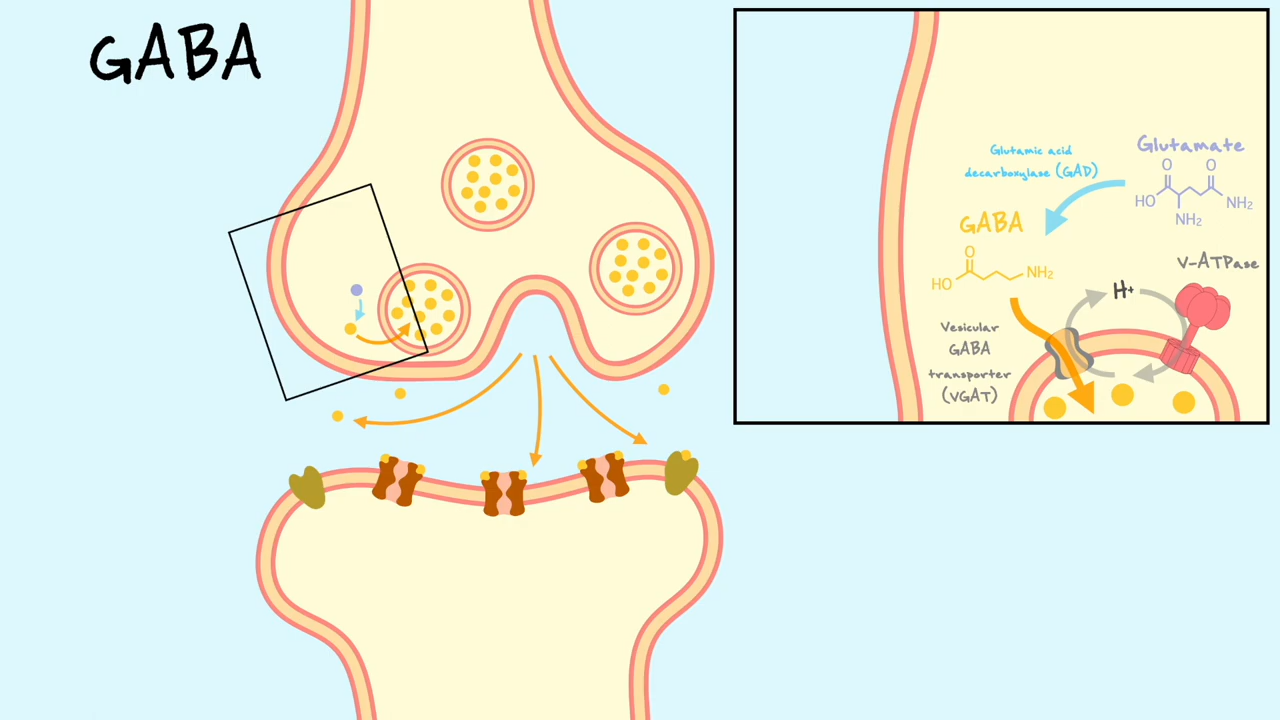 GABA
Glutamic acid
decarboxylase (GAD)
Glutamate
O
O
HO
NH₂
NH₂
GABA
O
HO
NH₂
V-ATPase
H+
Vesicular
GABA
transporter
(VGAT)